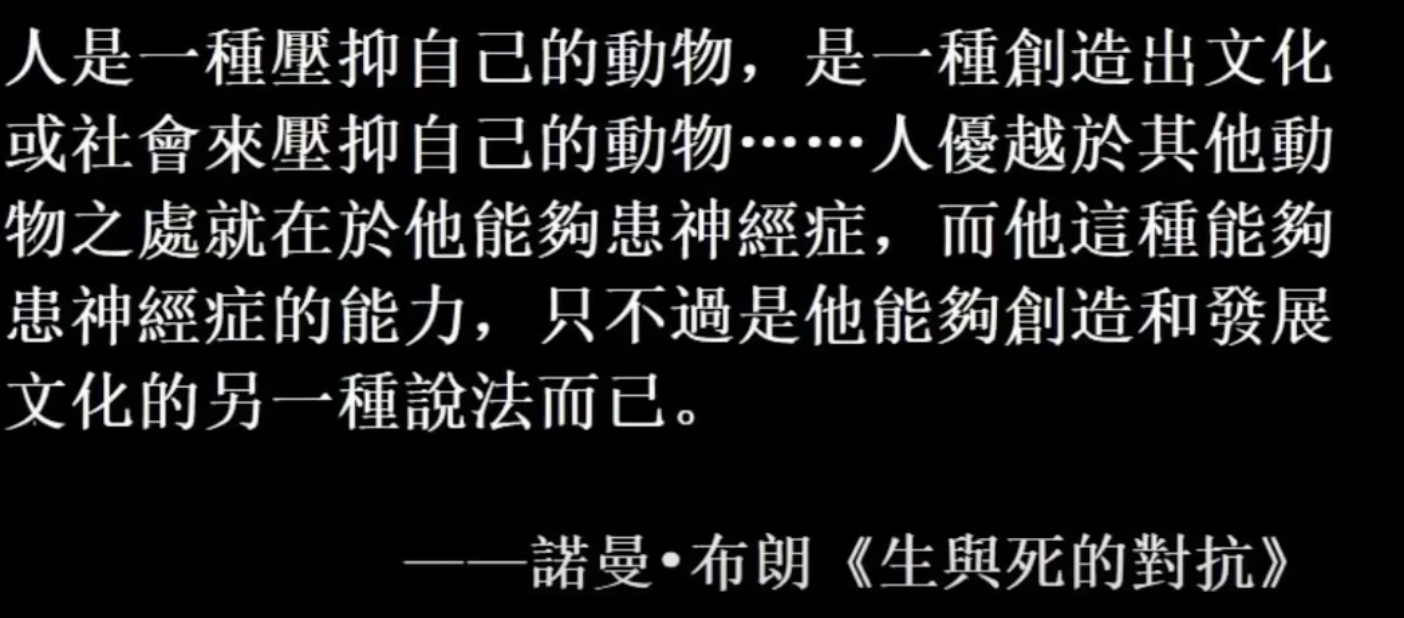 人是一種壓抑自己的動物，是一種創造出文化
或社會來壓抑自己的動物……人優越於其他動
物之處就在於他能夠患神經症，而他這種能夠
患神經症的能力，只不過是他能夠創造和發展
文化的另一種說法而已。
——諾曼•布朗《生與死的對抗》